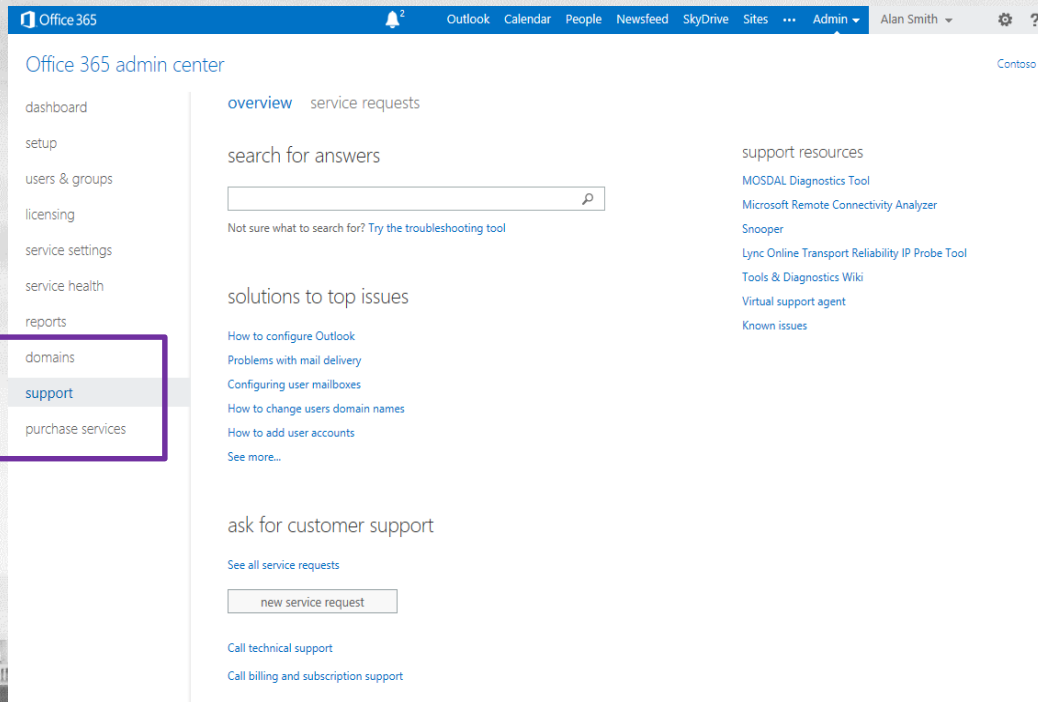 Office 365
2
Outlook Calendar People Newsfeed SkyDrive Sites ... Admin Alan Smith ?
Office 365 admin center
Contoso
dashboard
setup
users & groups
licensing
service settings
service health
reports
domains
support
purchase services
overview service requests
search for answers
Not sure what to search for? Try the troubleshooting tool
solutions to top issues
How to configure Outlook
Problems with mail delivery
Configuring user mailboxes
How to change users domain names
How to add user accounts
See more...
ask for customer support
See all service requests
new service request
Call technical support
Call billing and subscription support
support resources
MOSDAL Diagnostics Tool
Microsoft Remote Connectivity Analyzer
Snooper
Lync Online Transport Reliability IP Probe Tool
Tools & Diagnostics Wiki
Virtual support agent
Known issues